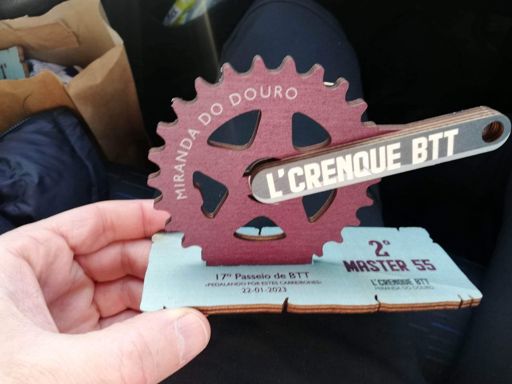 MIRANDA DO DOURO
L'CRENQUE BTT
17º Passeio de BTT
«PEDALANDO POR ESTES CARREIRONES»
22-01-2023
2º
MASTER 55
L'CRENQUE BTT
MIRANDA DO DOURO